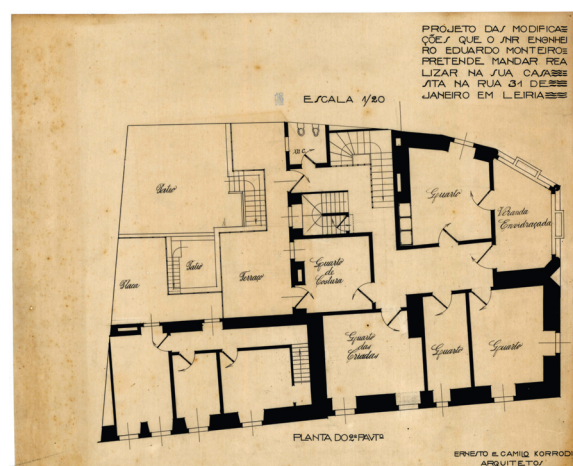 PROJETO DAS MODIFICA=
ÇÕES QUE O SNR ENGNHEI
RO EDUARDO MONTEIRO=
PRETENDE MANDAR REA
LIZAR NA SUA CASA
SITA NA RUA 31 DE
JANEIRO EM LEIRIA
ESCALA 1/20
W C
Patio
Quarto
Varanda
Envidraçada
Patio
Placa
Terraço
Quarto
de
Costura
Quarto
das
Creadas
Quarto
Quarto
PLANTA DO 2º PAVTº
ERNESTO E CAMILO KORRODI
ARQUITETOS